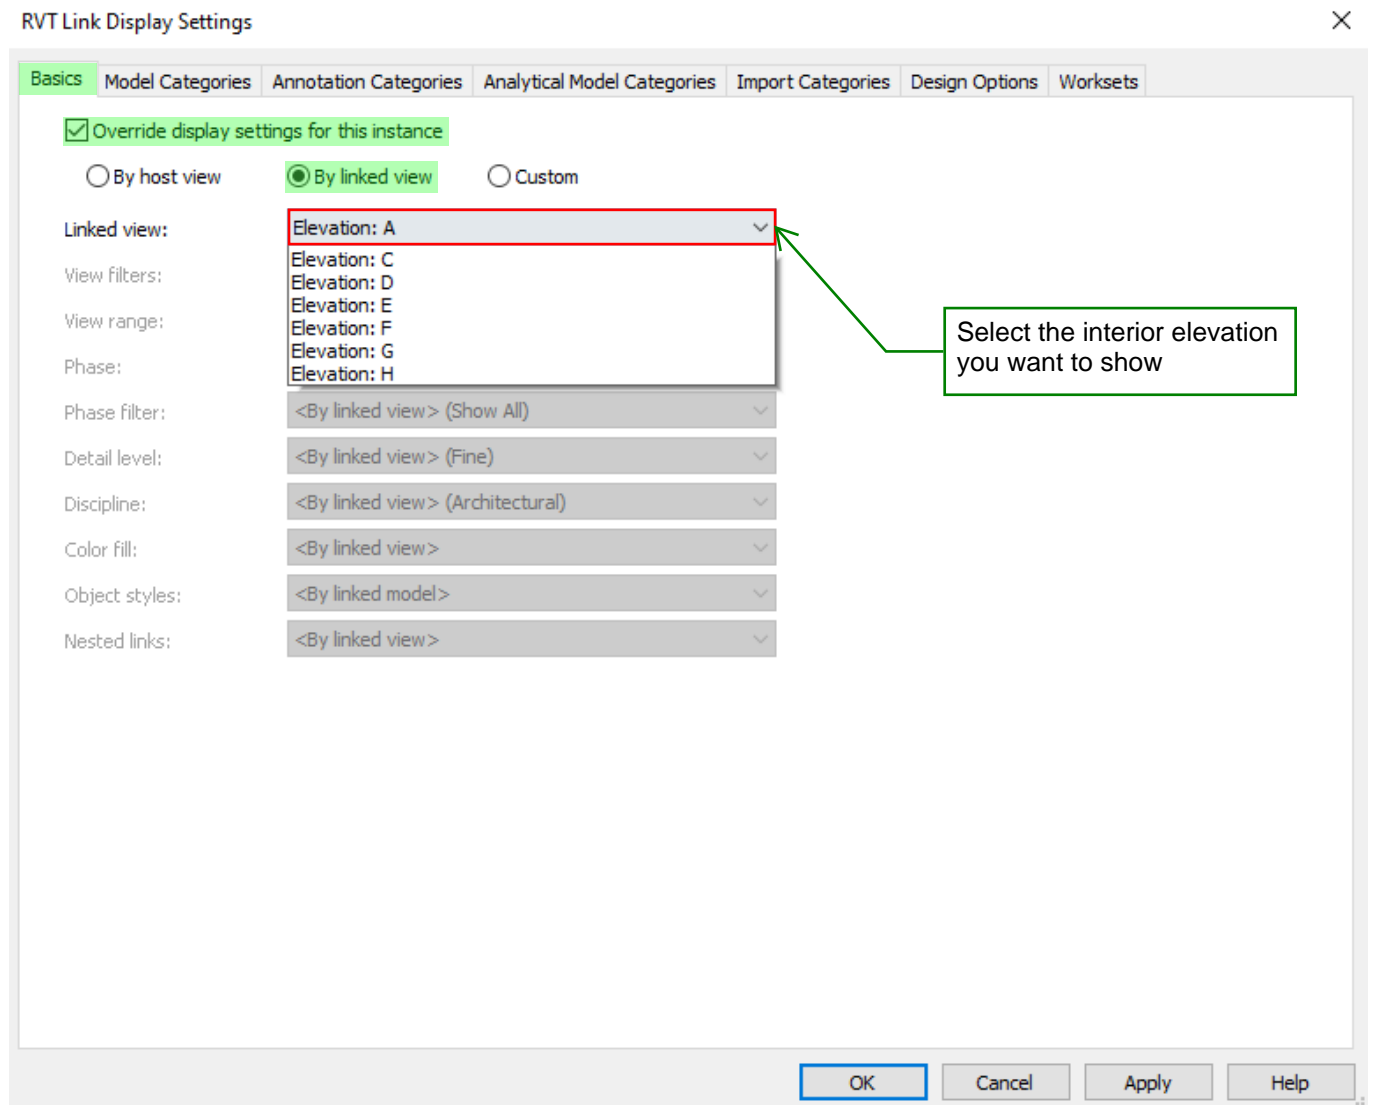 RVT Link Display Settings
Basics Model Categories Annotation Categories Analytical Model Categories Import Categories Design Options Worksets
Override display settings for this instance
By host view By linked view Custom
Linked view: Elevation: A
Elevation: C
View filters: Elevation: D
Elevation: E
View range: Elevation: F
Elevation: G
Phase: Elevation: H
Select the interior elevation
you want to show
Phase filter: <By linked view> (Show All)
Detail level: <By linked view> (Fine)
Discipline: <By linked view> (Architectural)
Color fill: <By linked view>
Object styles: <By linked model>
Nested links: <By linked view>
OK Cancel Apply Help